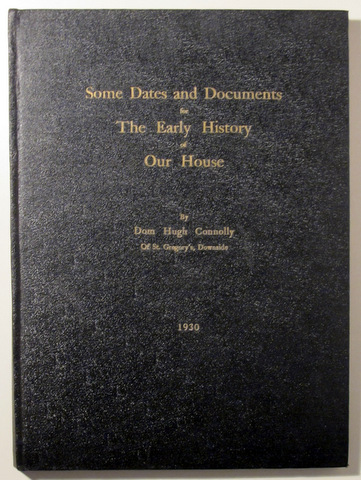 Some Dates and Documents
for
The Early History
of
Our House
By
Dom Hugh Connolly
Of St. Gregory's, Downside
1930